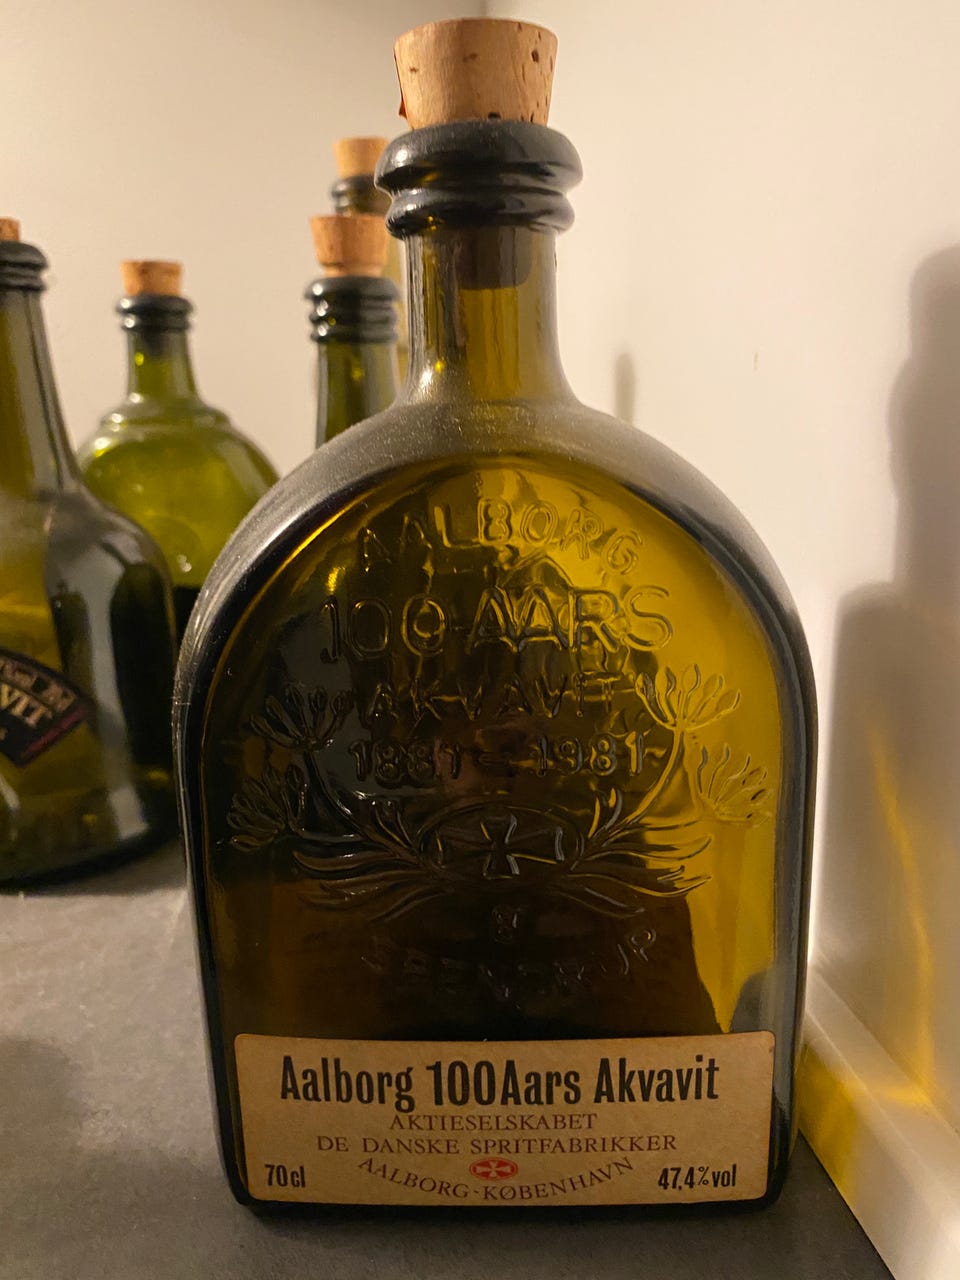 AALBORG
100 AARS
AKVAVIT
1881-1981
Aalborg 100Aars Akvavit
AKTIESELSKABET
DE DANSKE SPRITFABRIKKER
AALBORG-KØBENHAVN
70cl
47,4% vol